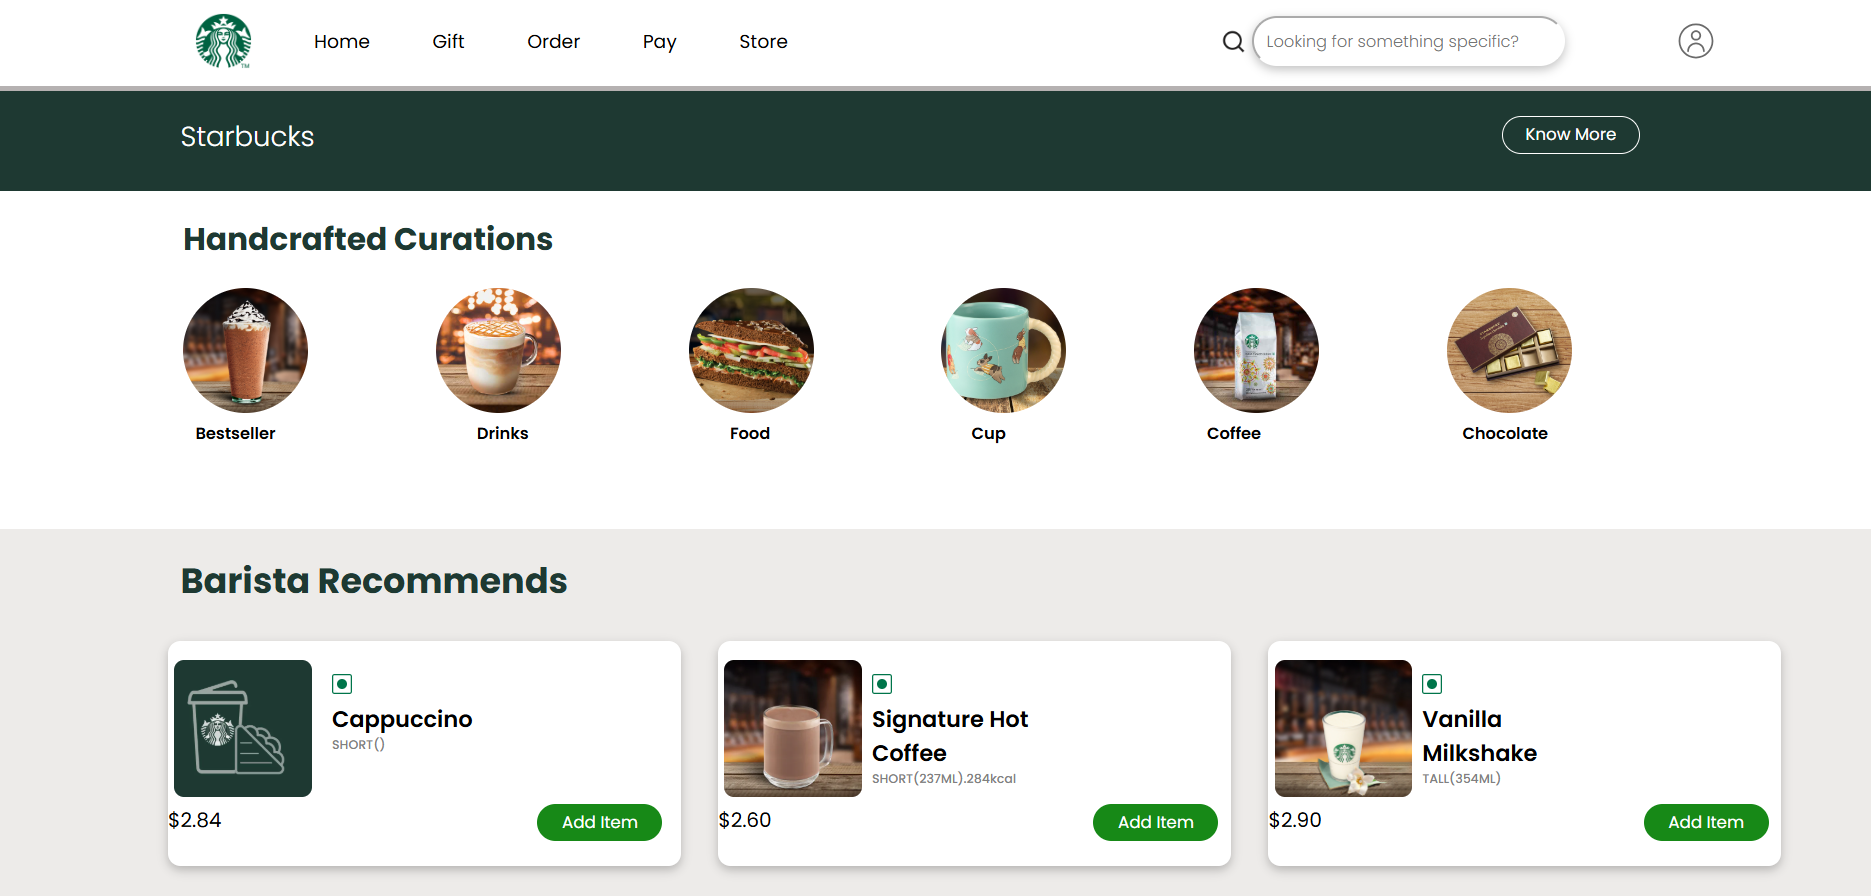 Home Gift Order Pay Store Looking for something specific?
TM
Starbucks Know More
Handcrafted Curations
Bestseller Drinks Food Cup Coffee Chocolate
Barista Recommends
Cappuccino
SHORT()
$2.84 Add Item
Signature Hot
Coffee
SHORT(237ML).284kcal
$2.60 Add Item
Vanilla
Milkshake
TALL(354ML)
$2.90 Add Item